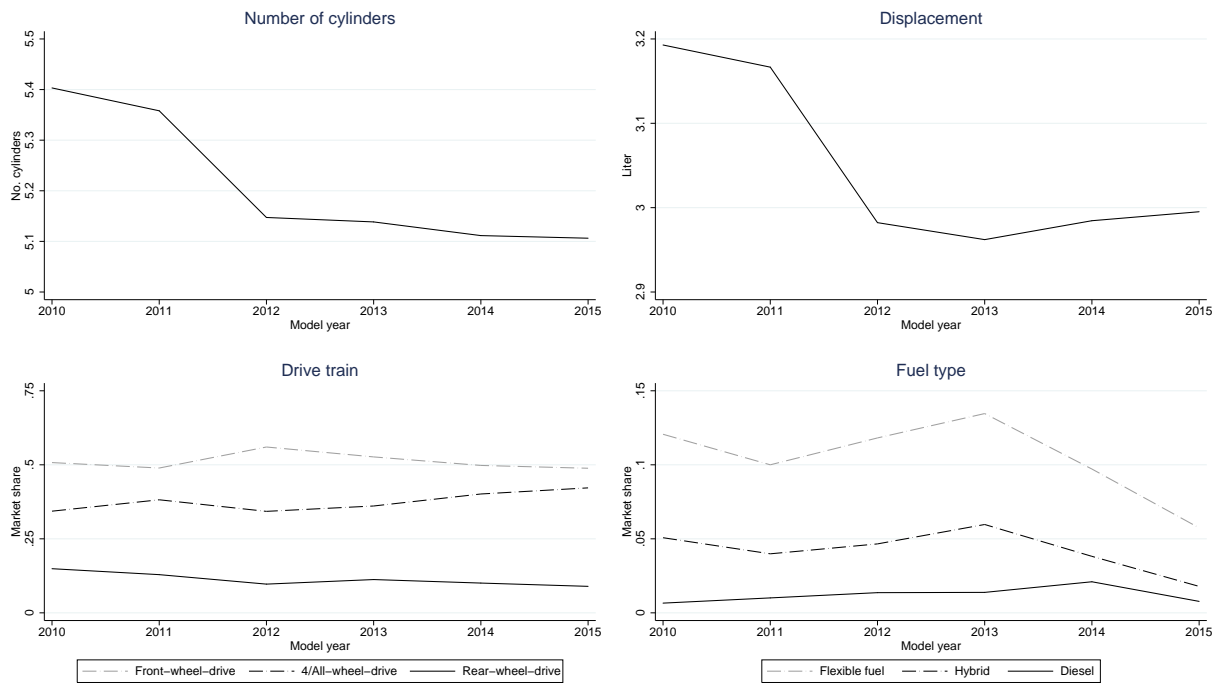 Number of cylinders
No. cylinders
5.5
5.4
5.3
5.2
5.1
5
2010 2011 2012 2013 2014 2015
Model year
Displacement
Liter
3.2
3.1
3
2.9
2010 2011 2012 2013 2014 2015
Model year
Drive train
Market share
.75
.5
.25
0
2010 2011 2012 2013 2014 2015
Model year
Front−wheel−drive 4/All−wheel−drive Rear−wheel−drive
Fuel type
Market share
.15
.1
.05
0
2010 2011 2012 2013 2014 2015
Model year
Flexible fuel Hybrid Diesel